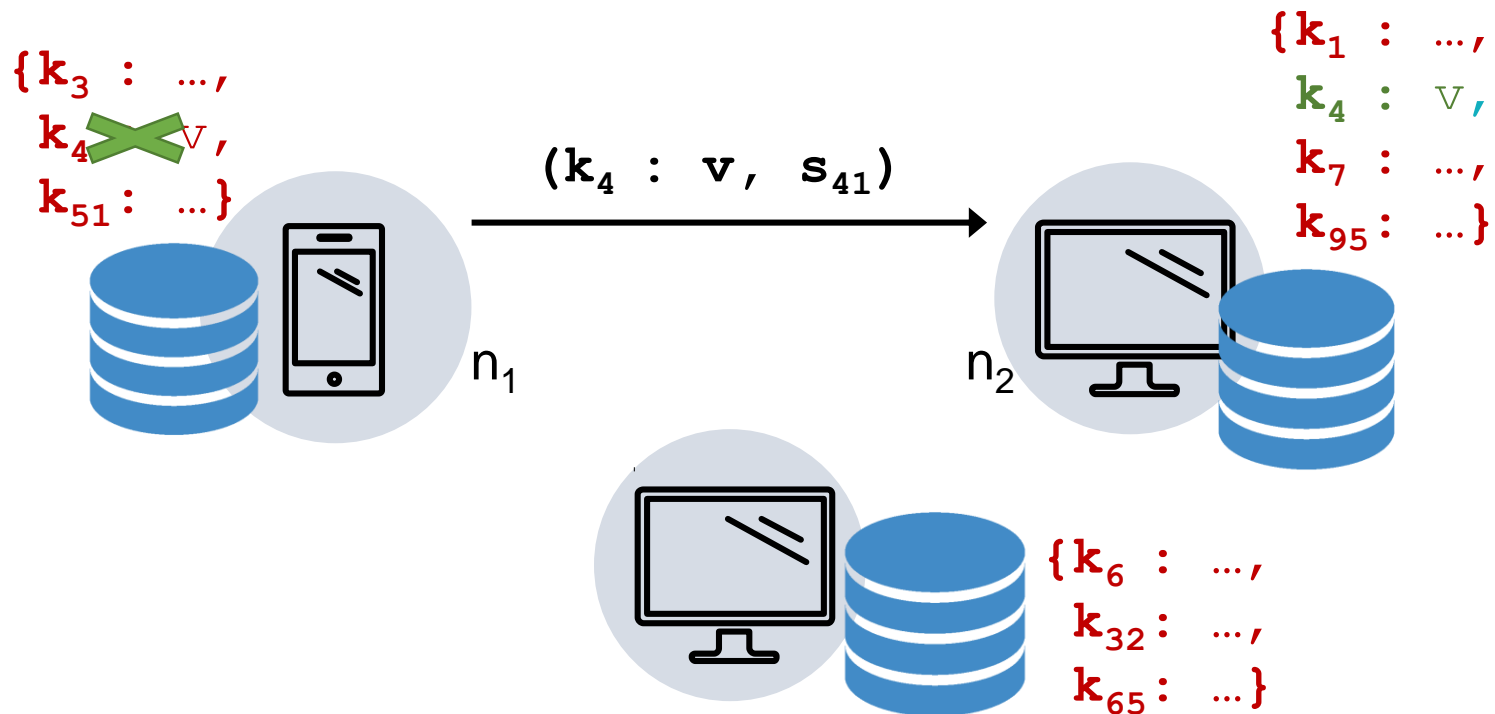 {k₃ : …,
k₄ v,
k₅₁: …}
(k₄ : v, s₄₁)
{k₁ : …,
k₄ : v,
k₇ : …,
k₉₅: …}
n₁
n₂
{k₆ : …,
k₃₂: …,
k₆₅: …}